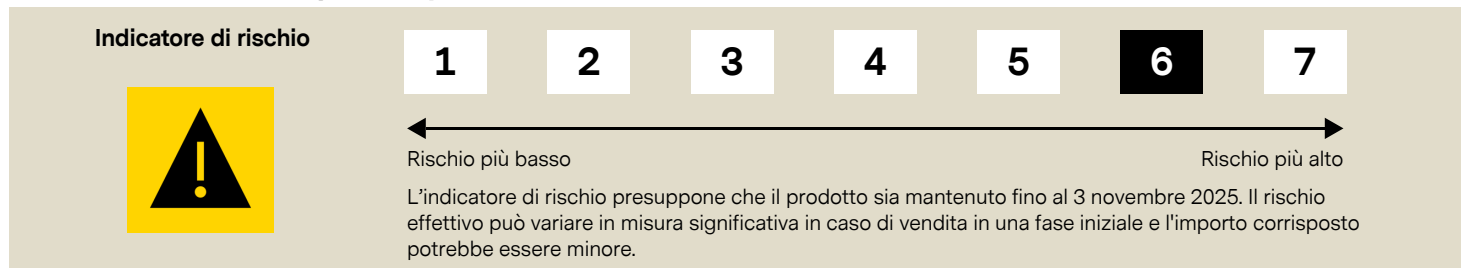 Indicatore di rischio
1 2 3 4 5 6 7
Rischio più basso
Rischio più alto
L'indicatore di rischio presuppone che il prodotto sia mantenuto fino al 3 novembre 2025. Il rischio
effettivo può variare in misura significativa in caso di vendita in una fase iniziale e l'importo corrisposto
potrebbe essere minore.